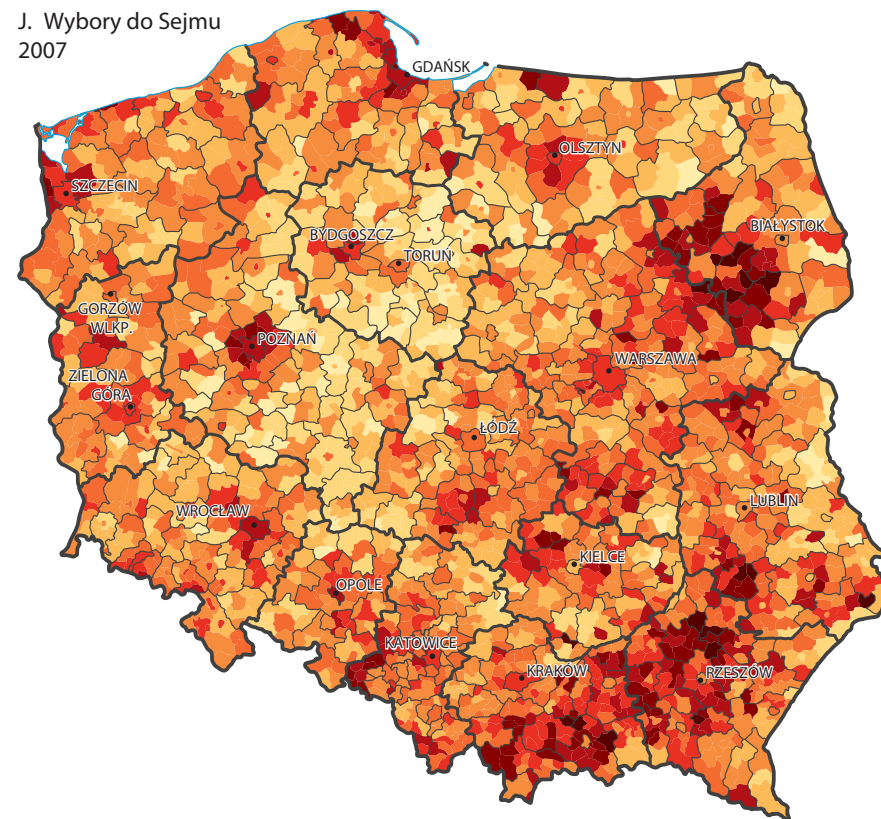 J. Wybory do Sejmu
2007
GDAŃSK
OLSZTYN
SZCZECIN
BIAŁYSTOK
BYDGOSZCZ
TORUŃ
GORZÓW
WLKP.
POZNAŃ
WARSZAWA
ZIELONA
GÓRA
ŁÓDŹ
WROCŁAW
LUBLIN
KIELCE
OPOLE
KATOWICE
KRAKÓW
RZESZÓW